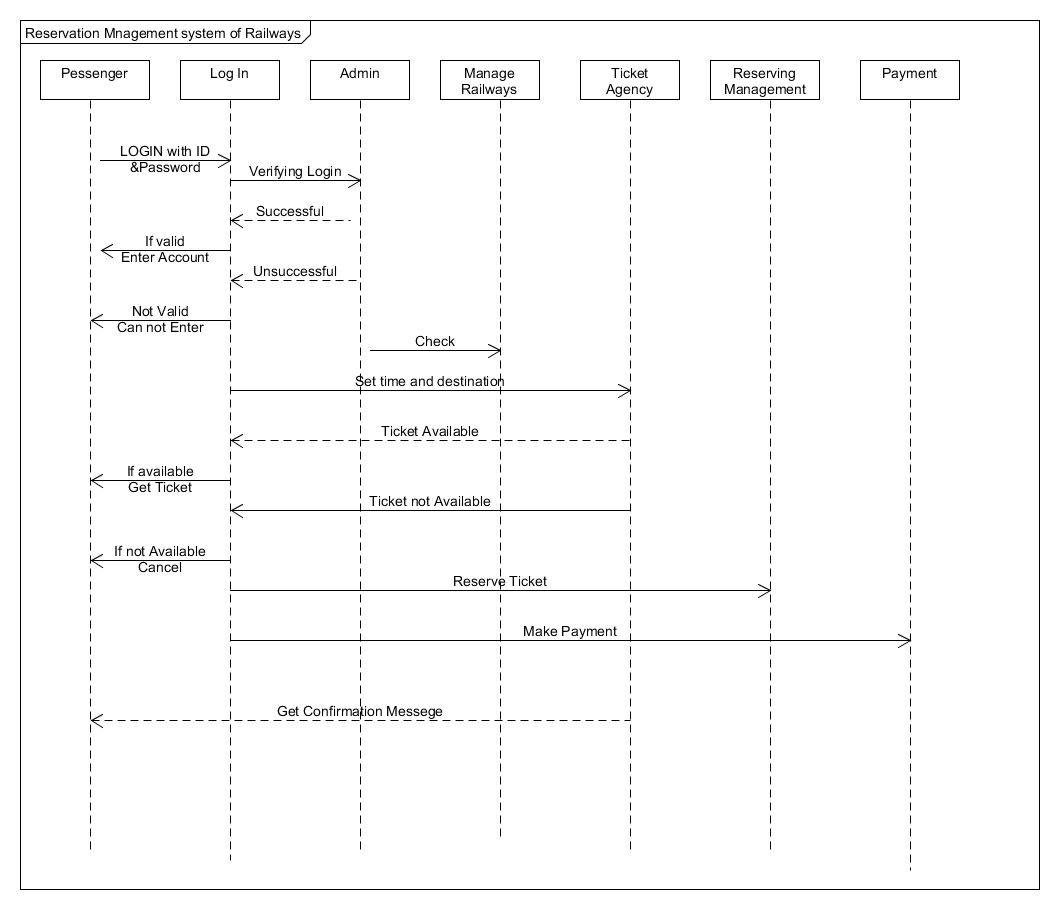 Reservation Mnagement system of Railways
Pessenger
Log In
Admin
Manage
Railways
Ticket
Agency
Reserving
Management
Payment
LOGIN with ID
&Password
Verifying Login
Successful
If valid
Enter Account
Unsuccessful
Not Valid
Can not Enter
Check
Set time and destination
Ticket Available
If available
Get Ticket
Ticket not Available
If not Available
Cancel
Reserve Ticket
Make Payment
Get Confirmation Messege